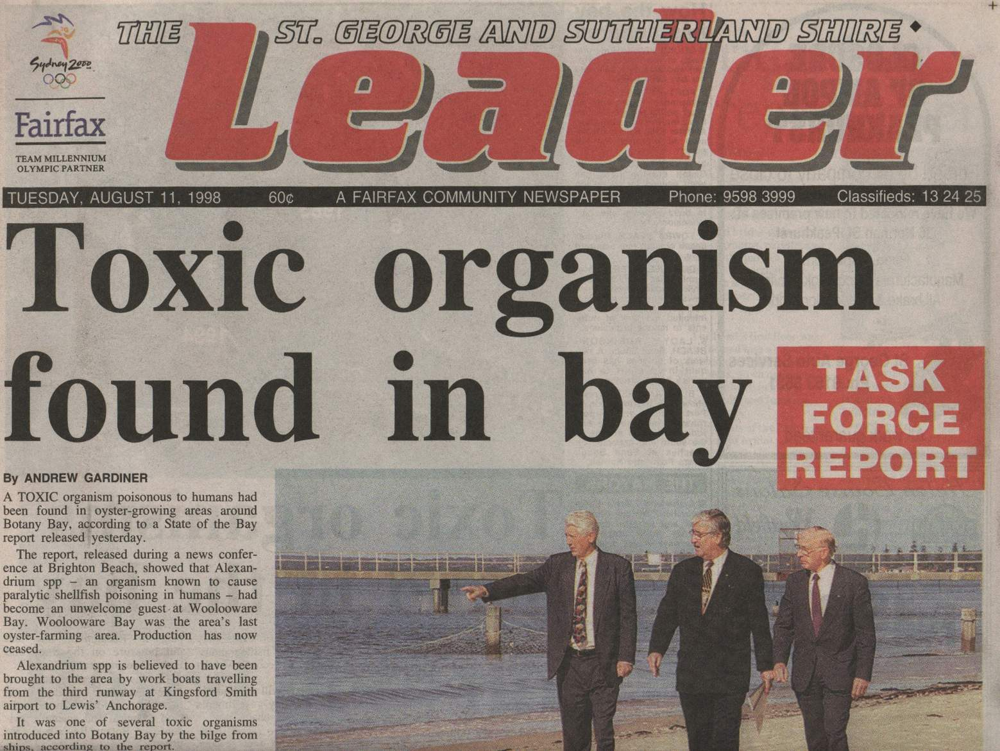 Sydney 2000
Fairfax
TEAM MILLENNIUM
OLYMPIC PARTNER
THE ST. GEORGE AND SUTHERLAND SHIRE
Leader
TUESDAY, AUGUST 11, 1998 60¢ A FAIRFAX COMMUNITY NEWSPAPER Phone: 9598 3999 Classifieds: 13 24 25
Toxic organism
found in bay
TASK
FORCE
REPORT
By ANDREW GARDINER
A TOXIC organism poisonous to humans had
been found in oyster-growing areas around
Botany Bay, according to a State of the Bay
report released yesterday.
The report, released during a news confer-
ence at Brighton Beach, showed that Alexan-
drium spp – an organism known to cause
paralytic shellfish poisoning in humans – had
become an unwelcome guest at Woolooware
Bay. Woolooware Bay was the area's last
oyster-farming area. Production has now
ceased.
Alexandrium spp is believed to have been
brought to the area by work boats travelling
from the third runway at Kingsford Smith
airport to Lewis' Anchorage.
It was one of several toxic organisms
introduced into Botany Bay by the bilge from
ships, according to the report.